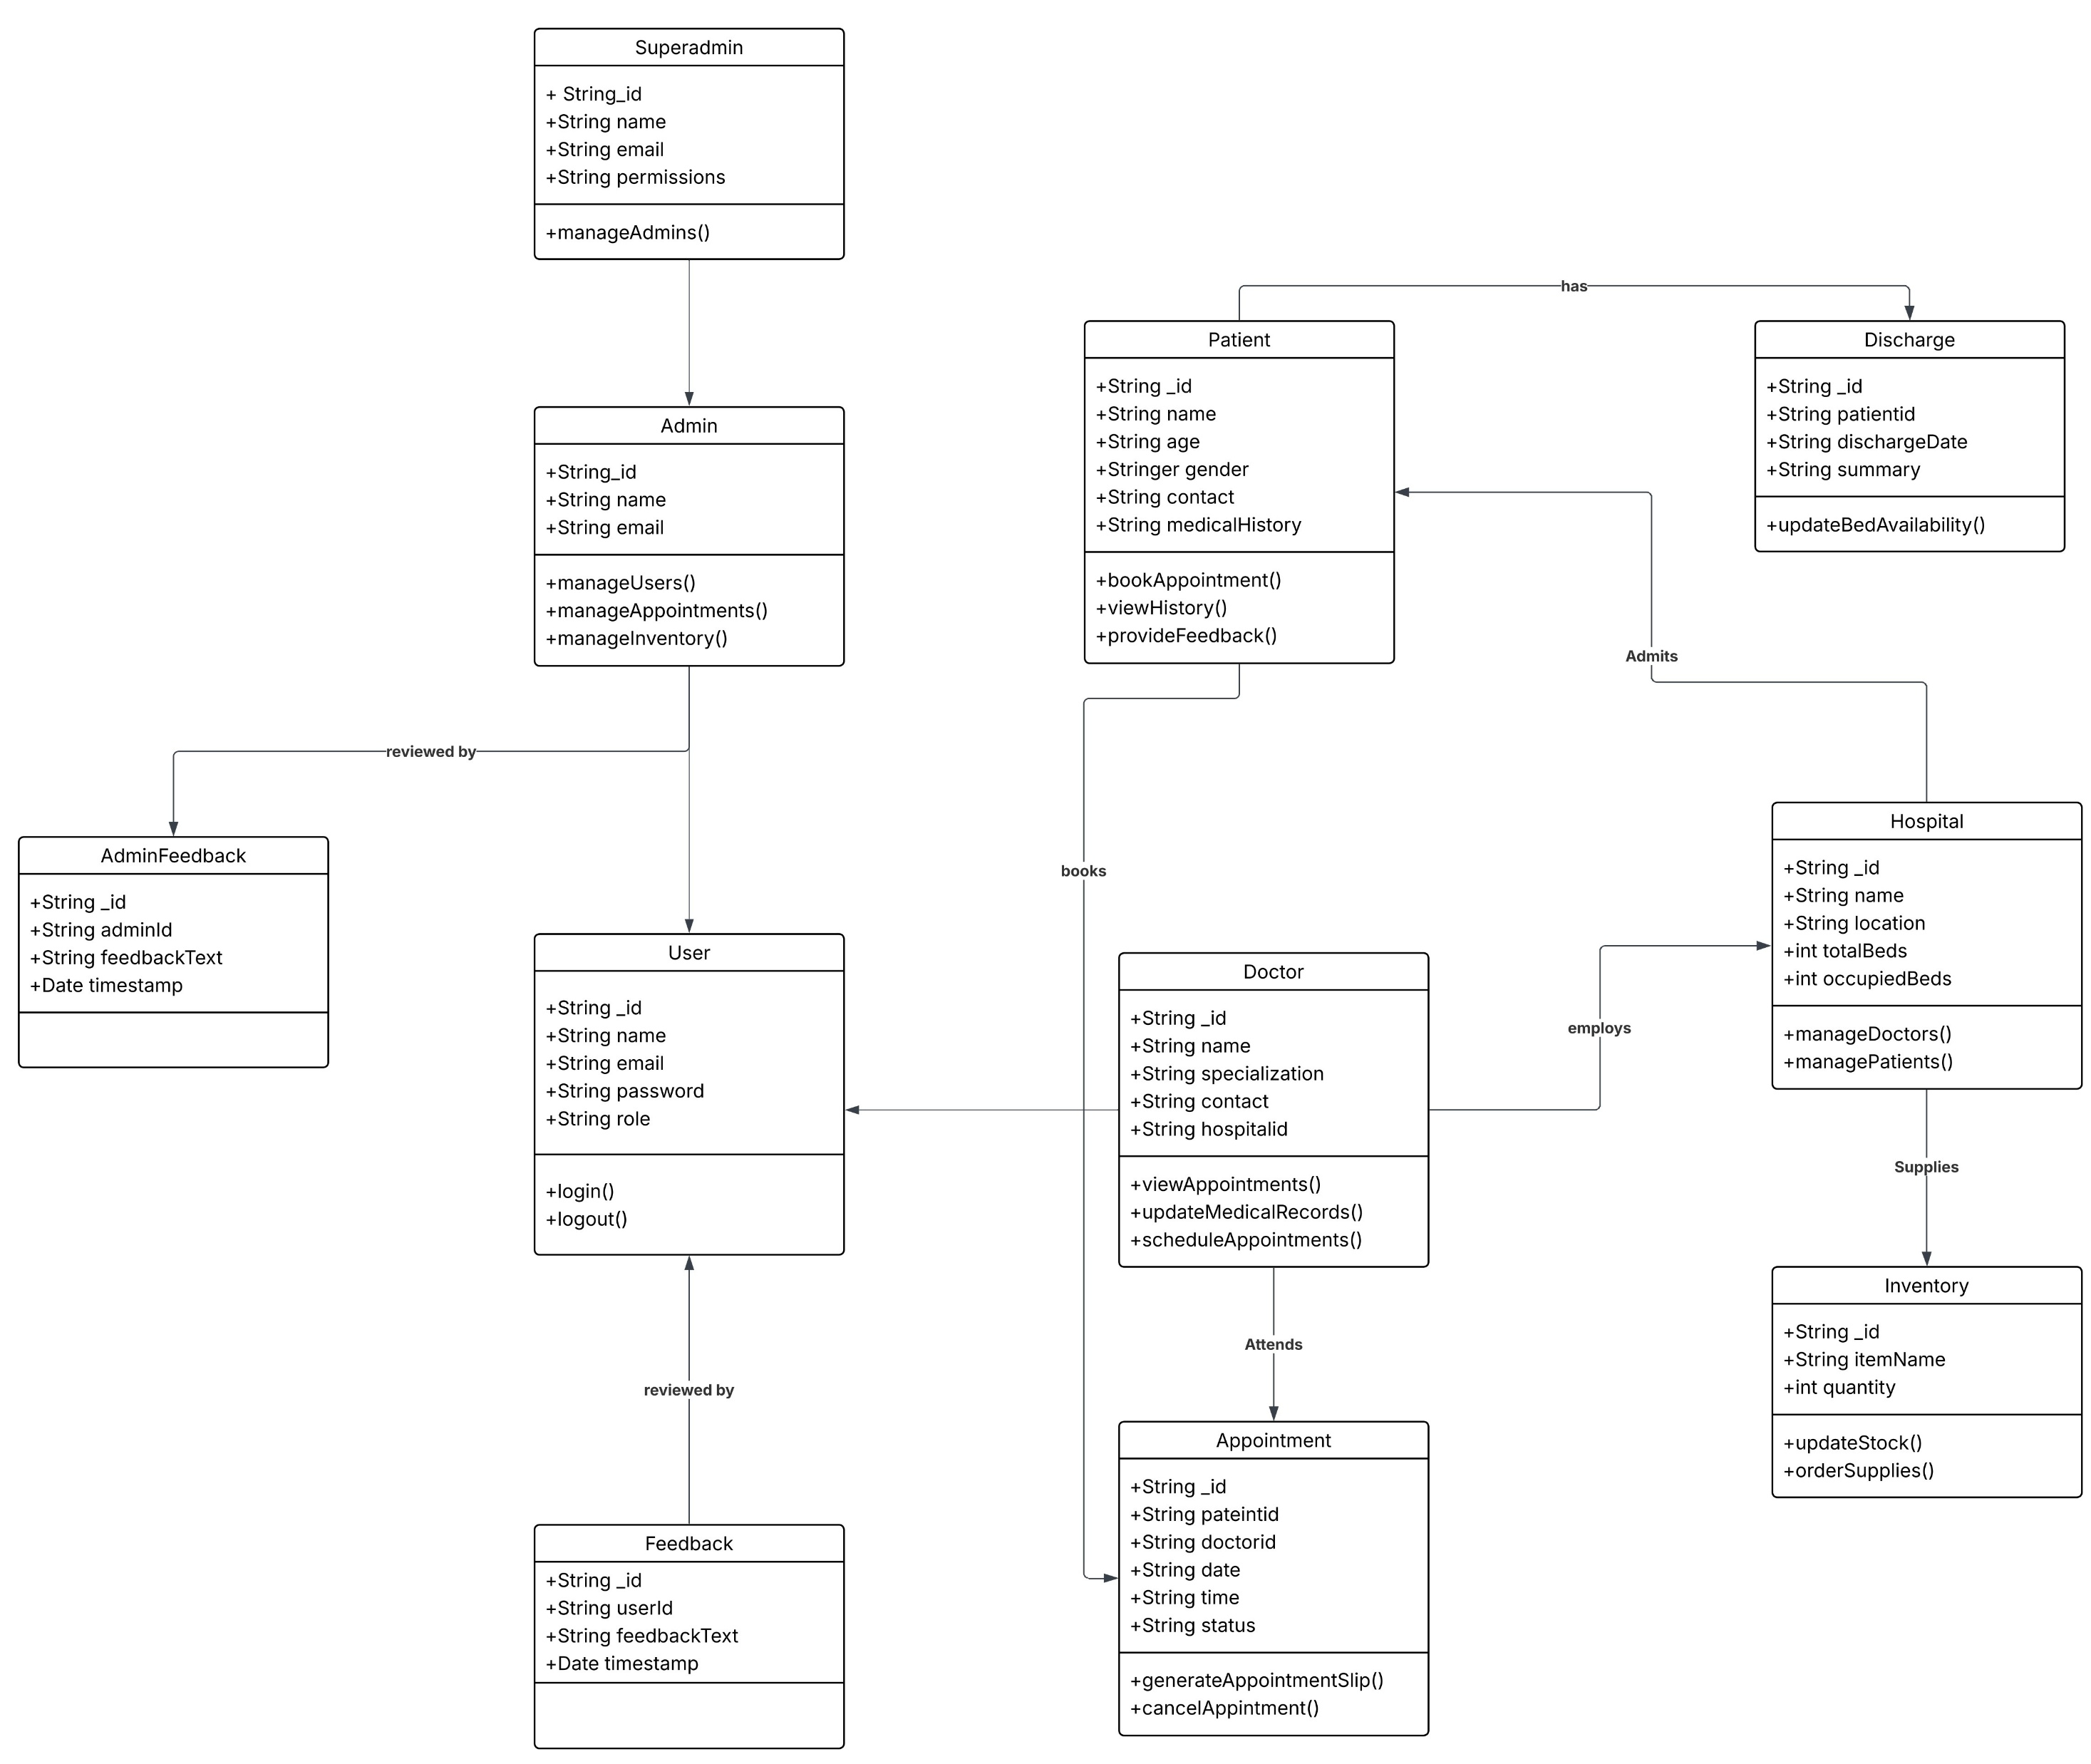 Superadmin
+ String_id
+String name
+String email
+String permissions
+manageAdmins()
has
Patient
+String _id
+String name
+String age
+Stringer gender
+String contact
+String medicalHistory
+bookAppointment()
+viewHistory()
+provideFeedback()
Discharge
+String _id
+String patientid
+String dischargeDate
+String summary
+updateBedAvailability()
Admin
+String_id
+String name
+String email
+manageUsers()
+manageAppointments()
+manageInventory()
Admits
reviewed by
books
AdminFeedback
+String _id
+String adminId
+String feedbackText
+Date timestamp
User
+String _id
+String name
+String email
+String password
+String role
+login()
+logout()
Doctor
+String _id
+String name
+String specialization
+String contact
+String hospitalid
+viewAppointments()
+updateMedicalRecords()
+scheduleAppointments()
employs
Hospital
+String _id
+String name
+String location
+int totalBeds
+int occupiedBeds
+manageDoctors()
+managePatients()
Supplies
Attends
reviewed by
Inventory
+String _id
+String itemName
+int quantity
+updateStock()
+orderSupplies()
Appointment
+String _id
+String pateintid
+String doctorid
+String date
+String time
+String status
+generateAppointmentSlip()
+cancelAppintment()
Feedback
+String _id
+String userId
+String feedbackText
+Date timestamp